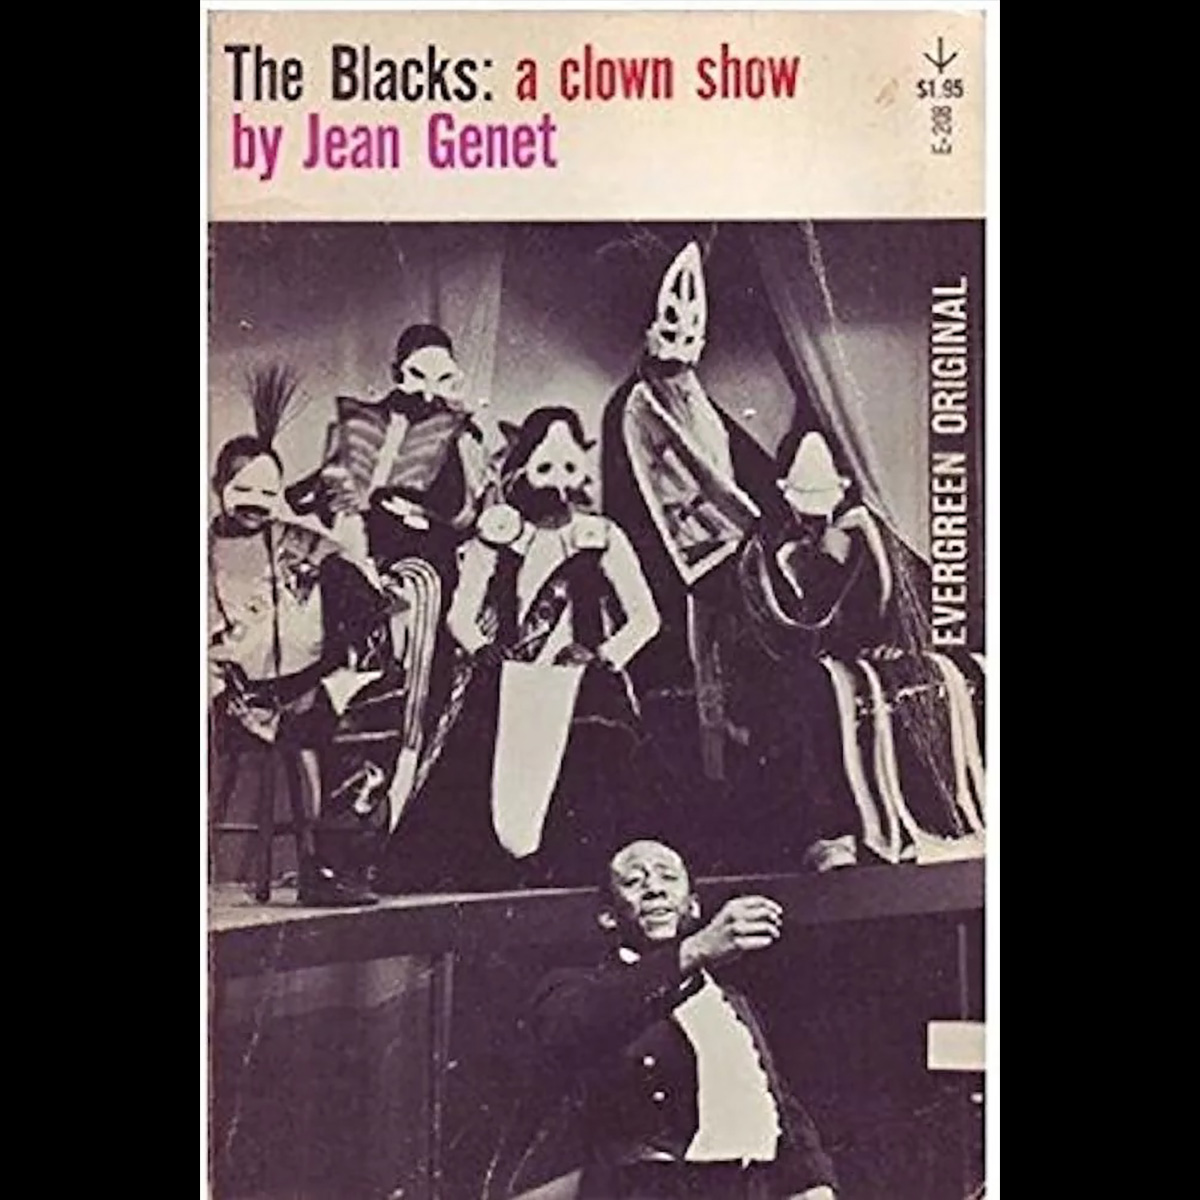 The Blacks: a clown show
by Jean Genet
$1.95
E-208
EVERGREEN ORIGINAL